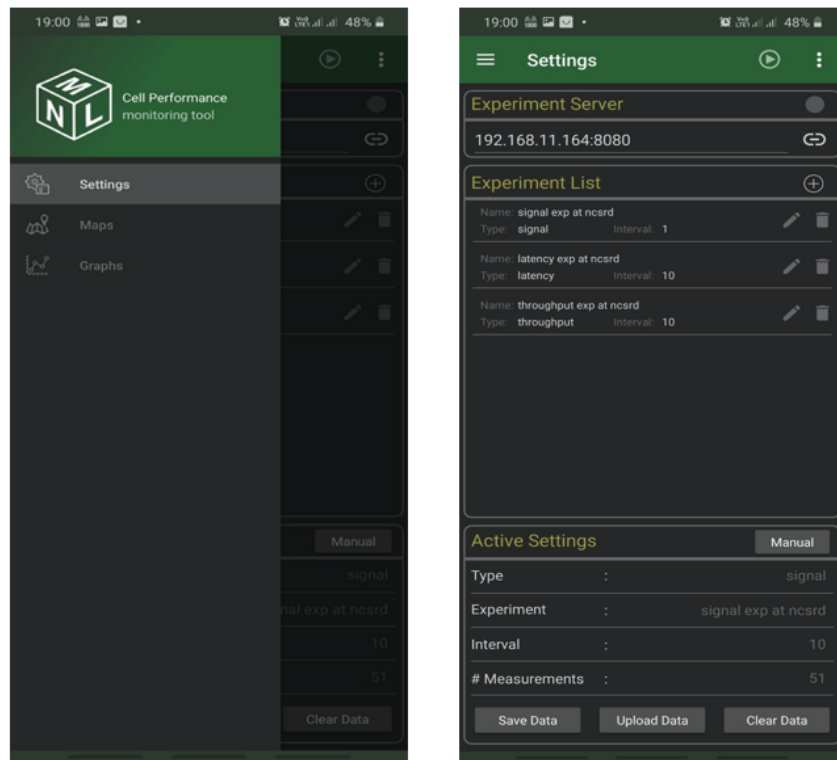 19:00
48%
M
N L
Cell Performance
monitoring tool
Settings
Maps
Graphs
Manual
signal
nal exp at ncsrd
10
51
Clear Data
19:00
48%
Settings
Experiment Server
192.168.11.164:8080
Experiment List
Name: signal exp at ncsrd
Type: signal Interval: 1
Name: latency exp at ncsrd
Type: latency Interval: 10
Name: throughput exp at ncsrd
Type: throughput Interval: 10
Active Settings Manual
Type : signal
Experiment : signal exp at ncsrd
Interval : 10
# Measurements : 51
Save Data Upload Data Clear Data